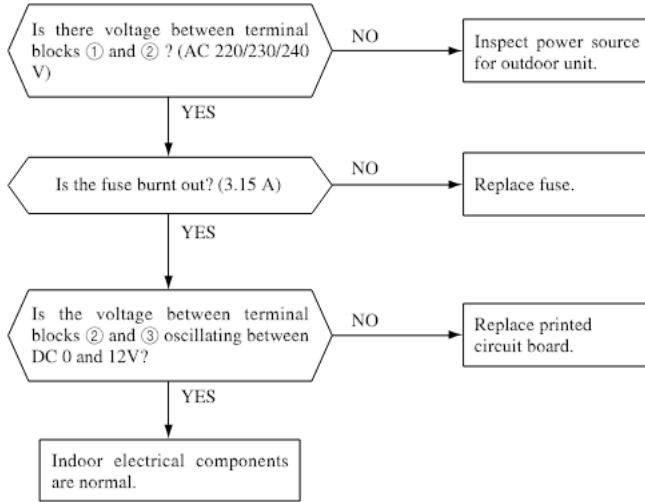 Is there voltage between terminal
blocks ① and ② ? (AC 220/230/240
V)
NO
Inspect power source
for outdoor unit.
YES
Is the fuse burnt out? (3.15 A)
NO
Replace fuse.
YES
Is the voltage between terminal
blocks ② and ③ oscillating between
DC 0 and 12V?
NO
Replace printed
circuit board.
YES
Indoor electrical components
are normal.